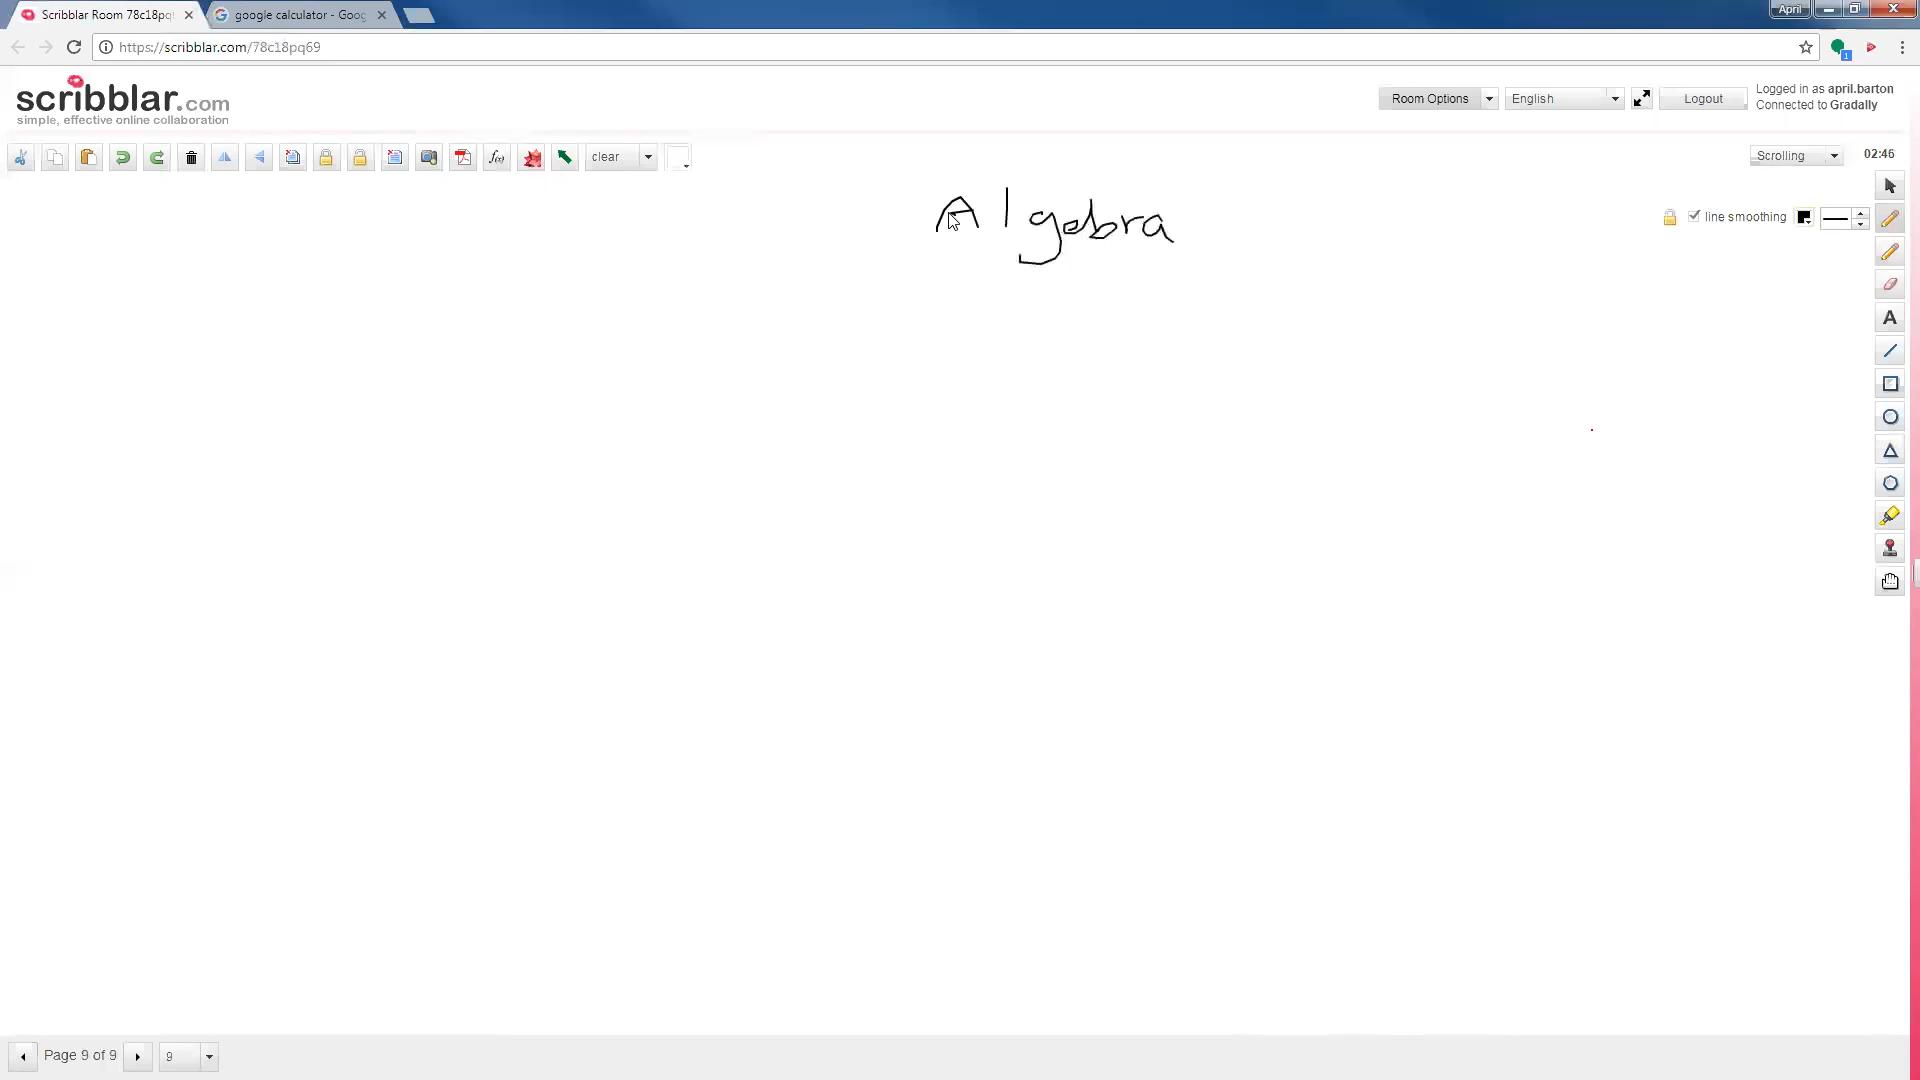 Scribblar Room 78c18pq
google calculator - Goog
April
https://scribblar.com/78c18pq69
scribblar.com
simple, effective online collaboration
Room Options
English
Logout
Logged in as april.barton
Connected to Gradally
f(x)
clear
Scrolling
02:46
Algebra
line smoothing
A
Page 9 of 9
9
1